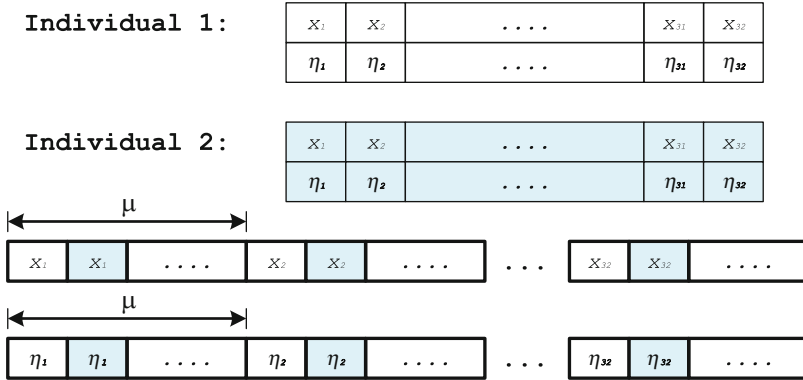 Individual 1:
X₁ X₂ .... X₃₁ X₃₂
η₁ η₂ .... η₃₁ η₃₂
Individual 2:
X₁ X₂ .... X₃₁ X₃₂
η₁ η₂ .... η₃₁ η₃₂
μ
X₁ X₁ .... X₂ X₂ .... ... X₃₂ X₃₂ ....
μ
η₁ η₁ .... η₂ η₂ .... ... η₃₂ η₃₂ ....